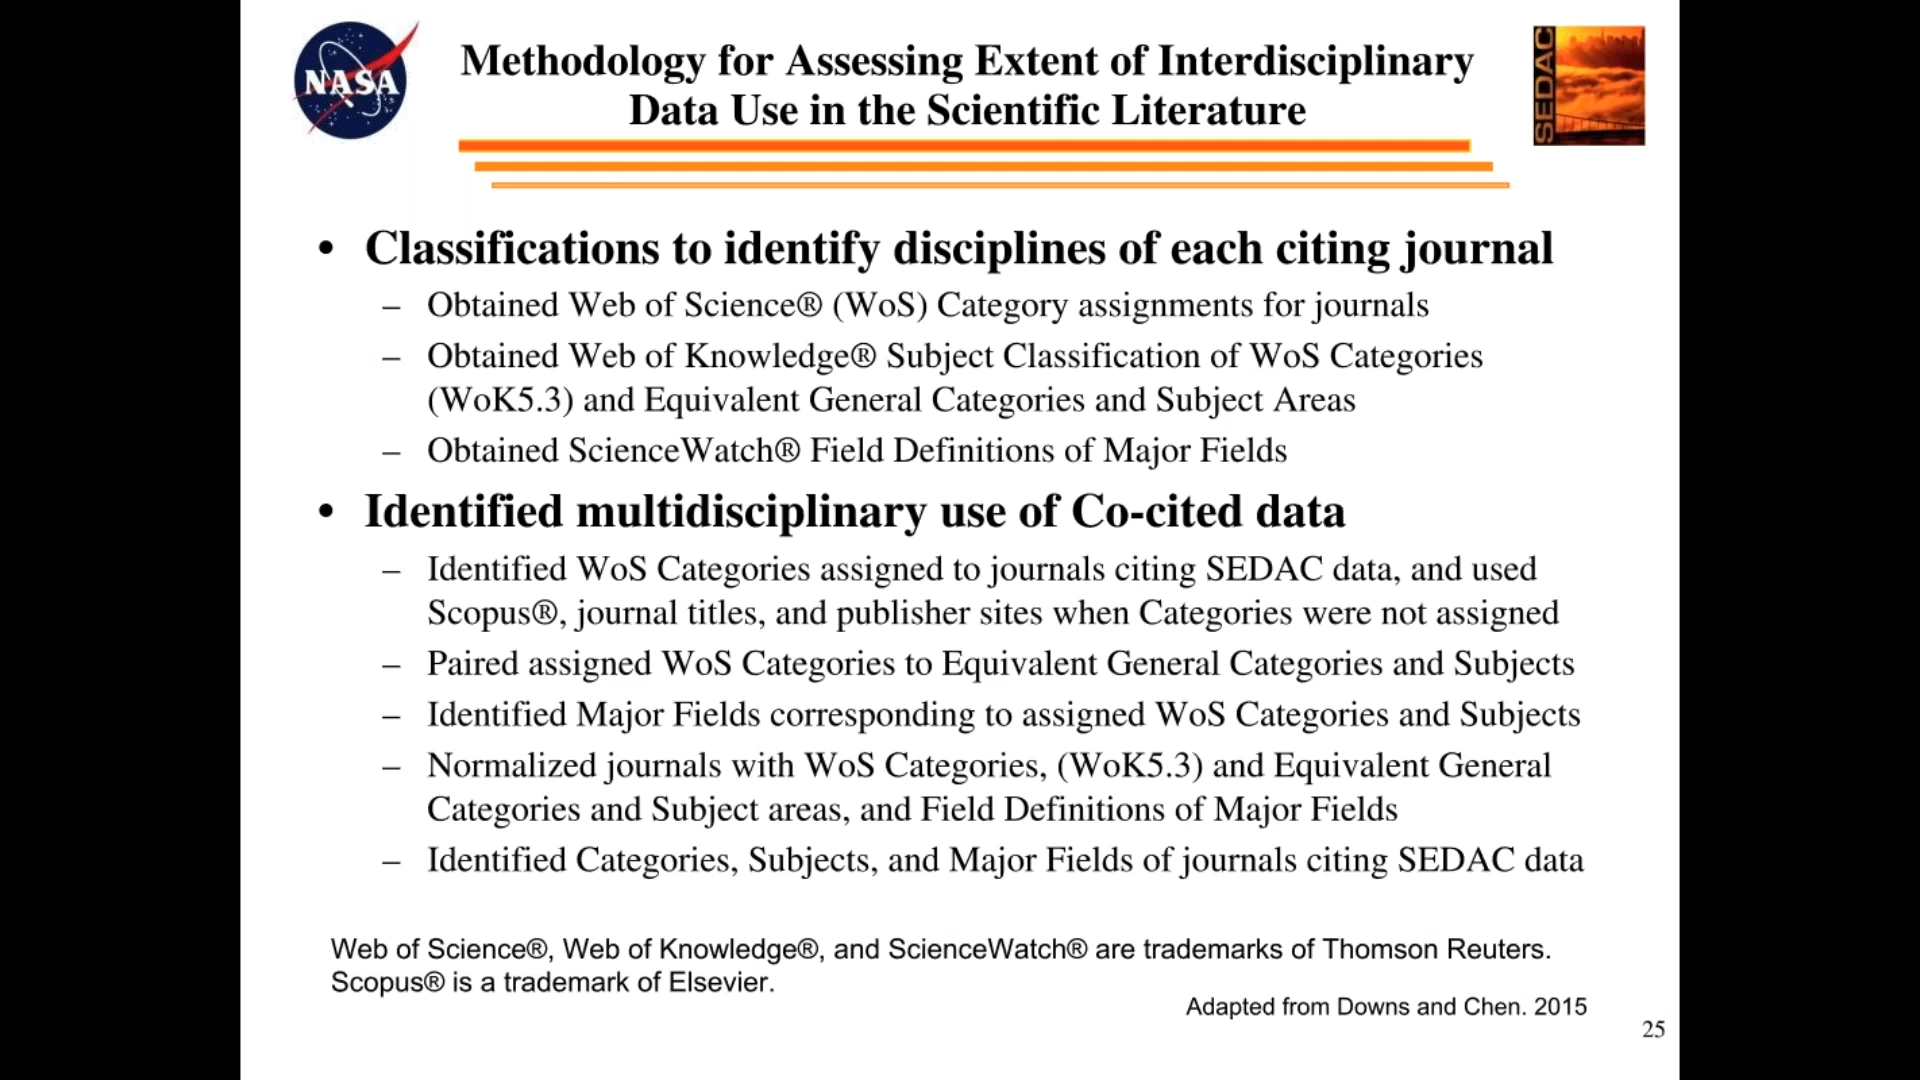 NASA
Methodology for Assessing Extent of Interdisciplinary
Data Use in the Scientific Literature
SEDAC
• Classifications to identify disciplines of each citing journal
– Obtained Web of Science® (WoS) Category assignments for journals
– Obtained Web of Knowledge® Subject Classification of WoS Categories
(WoK5.3) and Equivalent General Categories and Subject Areas
– Obtained ScienceWatch® Field Definitions of Major Fields
• Identified multidisciplinary use of Co-cited data
– Identified WoS Categories assigned to journals citing SEDAC data, and used
Scopus®, journal titles, and publisher sites when Categories were not assigned
– Paired assigned WoS Categories to Equivalent General Categories and Subjects
– Identified Major Fields corresponding to assigned WoS Categories and Subjects
– Normalized journals with WoS Categories, (WoK5.3) and Equivalent General
Categories and Subject areas, and Field Definitions of Major Fields
– Identified Categories, Subjects, and Major Fields of journals citing SEDAC data
Web of Science®, Web of Knowledge®, and ScienceWatch® are trademarks of Thomson Reuters.
Scopus® is a trademark of Elsevier.
Adapted from Downs and Chen. 2015
25